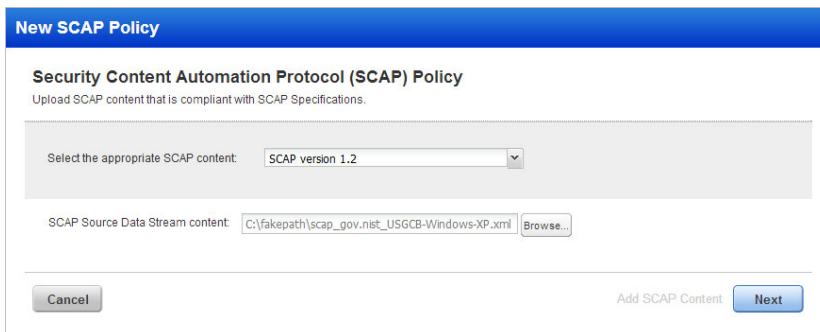 New SCAP Policy
Security Content Automation Protocol (SCAP) Policy
Upload SCAP content that is compliant with SCAP Specifications.
Select the appropriate SCAP content: SCAP version 1.2
SCAP Source Data Stream content: C:\fakepath\scap_gov.nist_USGCB-Windows-XP.xml Browse...
Cancel Add SCAP Content Next